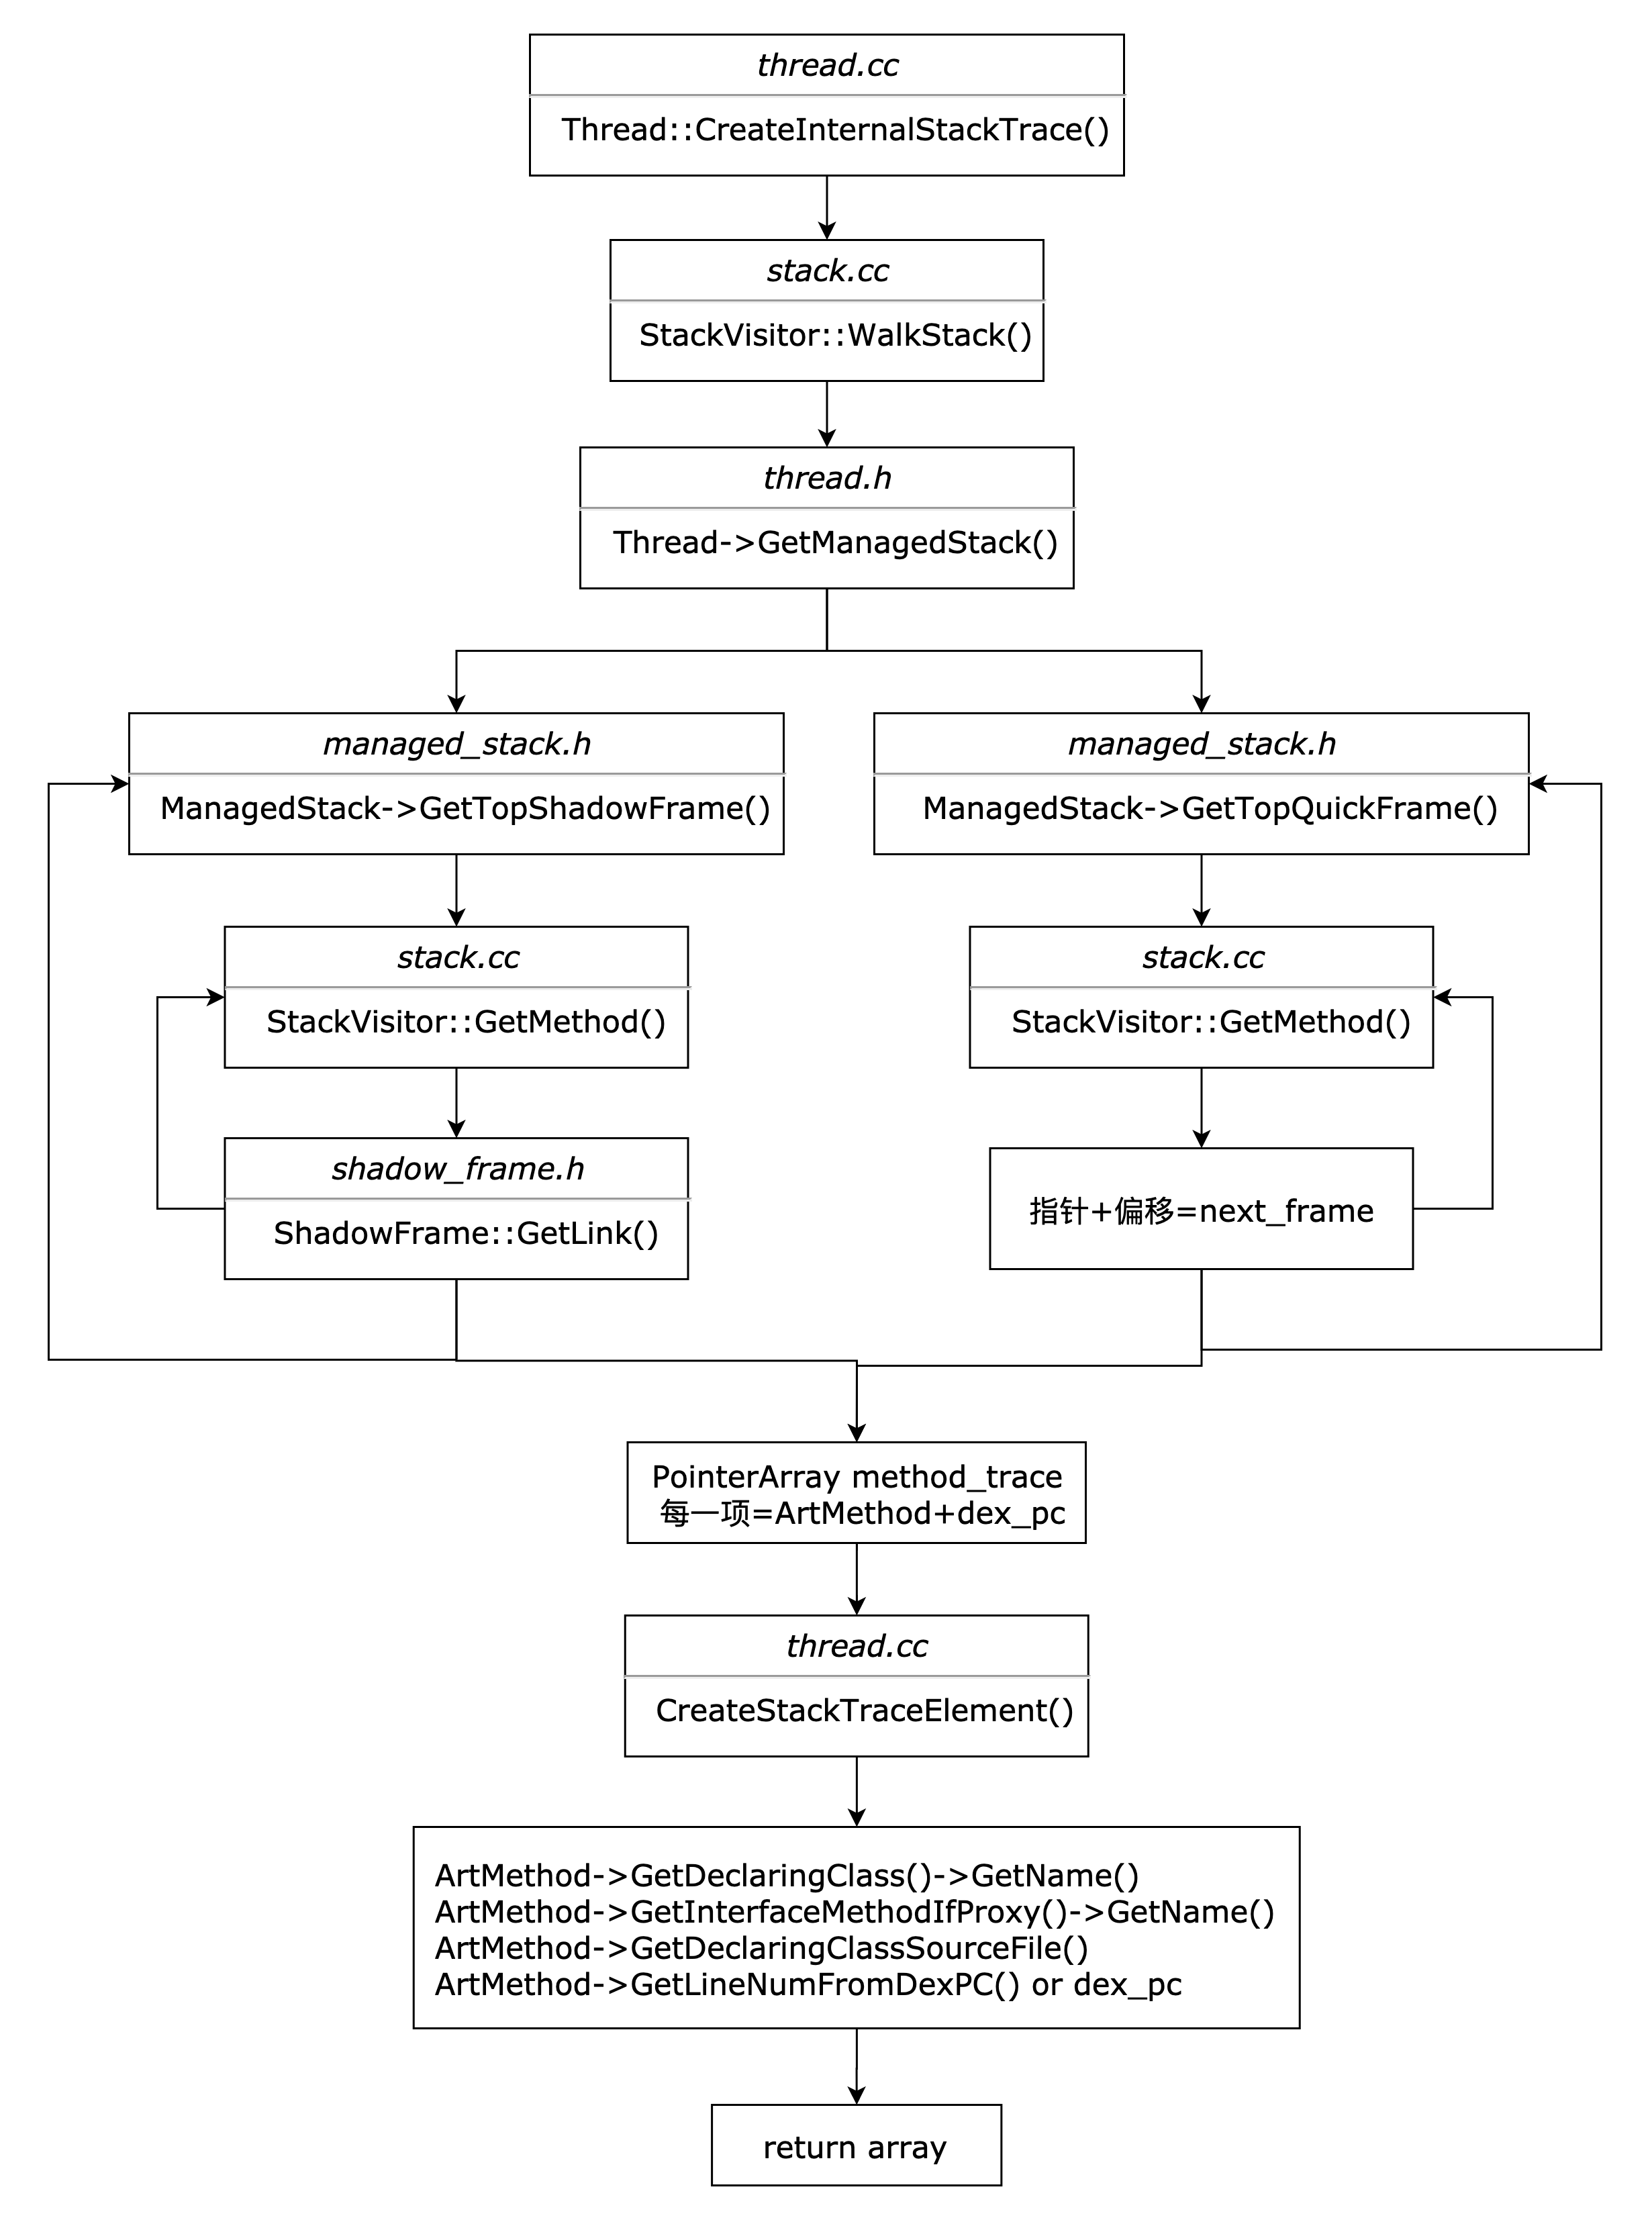 thread.cc
Thread::CreateInternalStackTrace()
stack.cc
StackVisitor::WalkStack()
thread.h
Thread->GetManagedStack()
managed_stack.h
ManagedStack->GetTopShadowFrame()
managed_stack.h
ManagedStack->GetTopQuickFrame()
stack.cc
StackVisitor::GetMethod()
stack.cc
StackVisitor::GetMethod()
shadow_frame.h
ShadowFrame::GetLink()
指针+偏移=next_frame
PointerArray method_trace
每一项=ArtMethod+dex_pc
thread.cc
CreateStackTraceElement()
ArtMethod->GetDeclaringClass()->GetName()
ArtMethod->GetInterfaceMethodIfProxy()->GetName()
ArtMethod->GetDeclaringClassSourceFile()
ArtMethod->GetLineNumFromDexPC() or dex_pc
return array